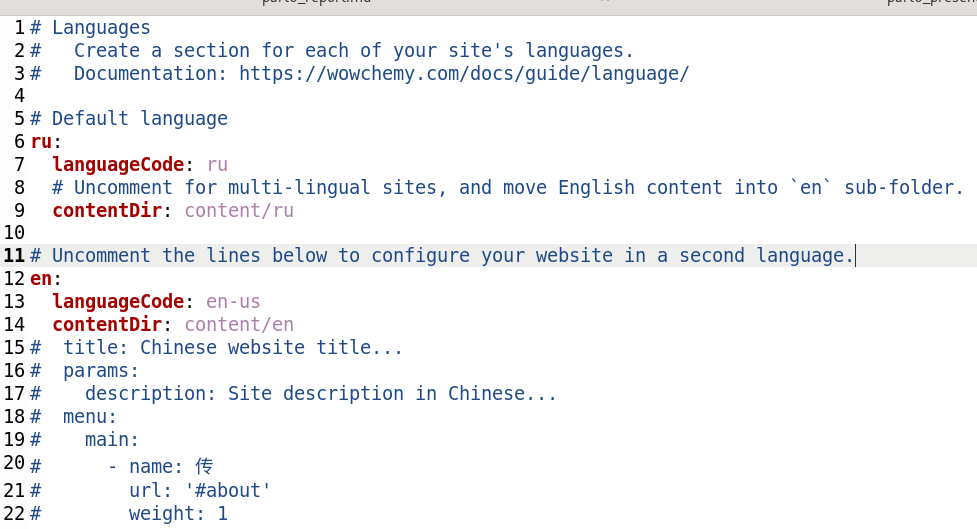 1 # Languages
2 #   Create a section for each of your site's languages.
3 #   Documentation: https://wowchemy.com/docs/guide/language/
4
5 # Default language
6 ru:
7   languageCode: ru
8   # Uncomment for multi-lingual sites, and move English content into `en` sub-folder.
9   contentDir: content/ru
10
11 # Uncomment the lines below to configure your website in a second language.
12 en:
13   languageCode: en-us
14   contentDir: content/en
15 #  title: Chinese website title...
16 #  params:
17 #    description: Site description in Chinese...
18 #  menu:
19 #    main:
20 #      - name: 传
21 #        url: '#about'
22 #        weight: 1